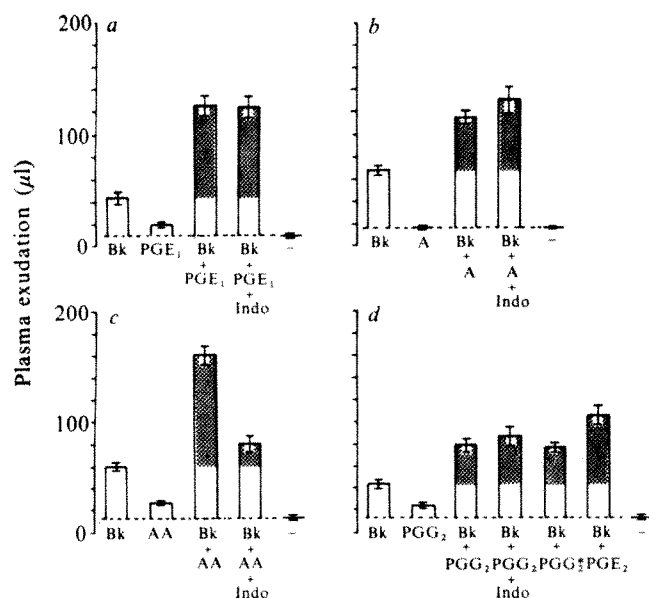 200
a
100
0
Bk PGE₁ Bk + PGE₁ Bk + PGE₁ + Indo –
b
Bk A Bk + A Bk + A + Indo –
Plasma exudation (μl)
200
c
100
0
Bk AA Bk + AA Bk + AA + Indo –
d
Bk PGG₂ Bk + PGG₂ Bk + PGG₂ + Indo Bk + PGG₂* Bk + PGE₂ –